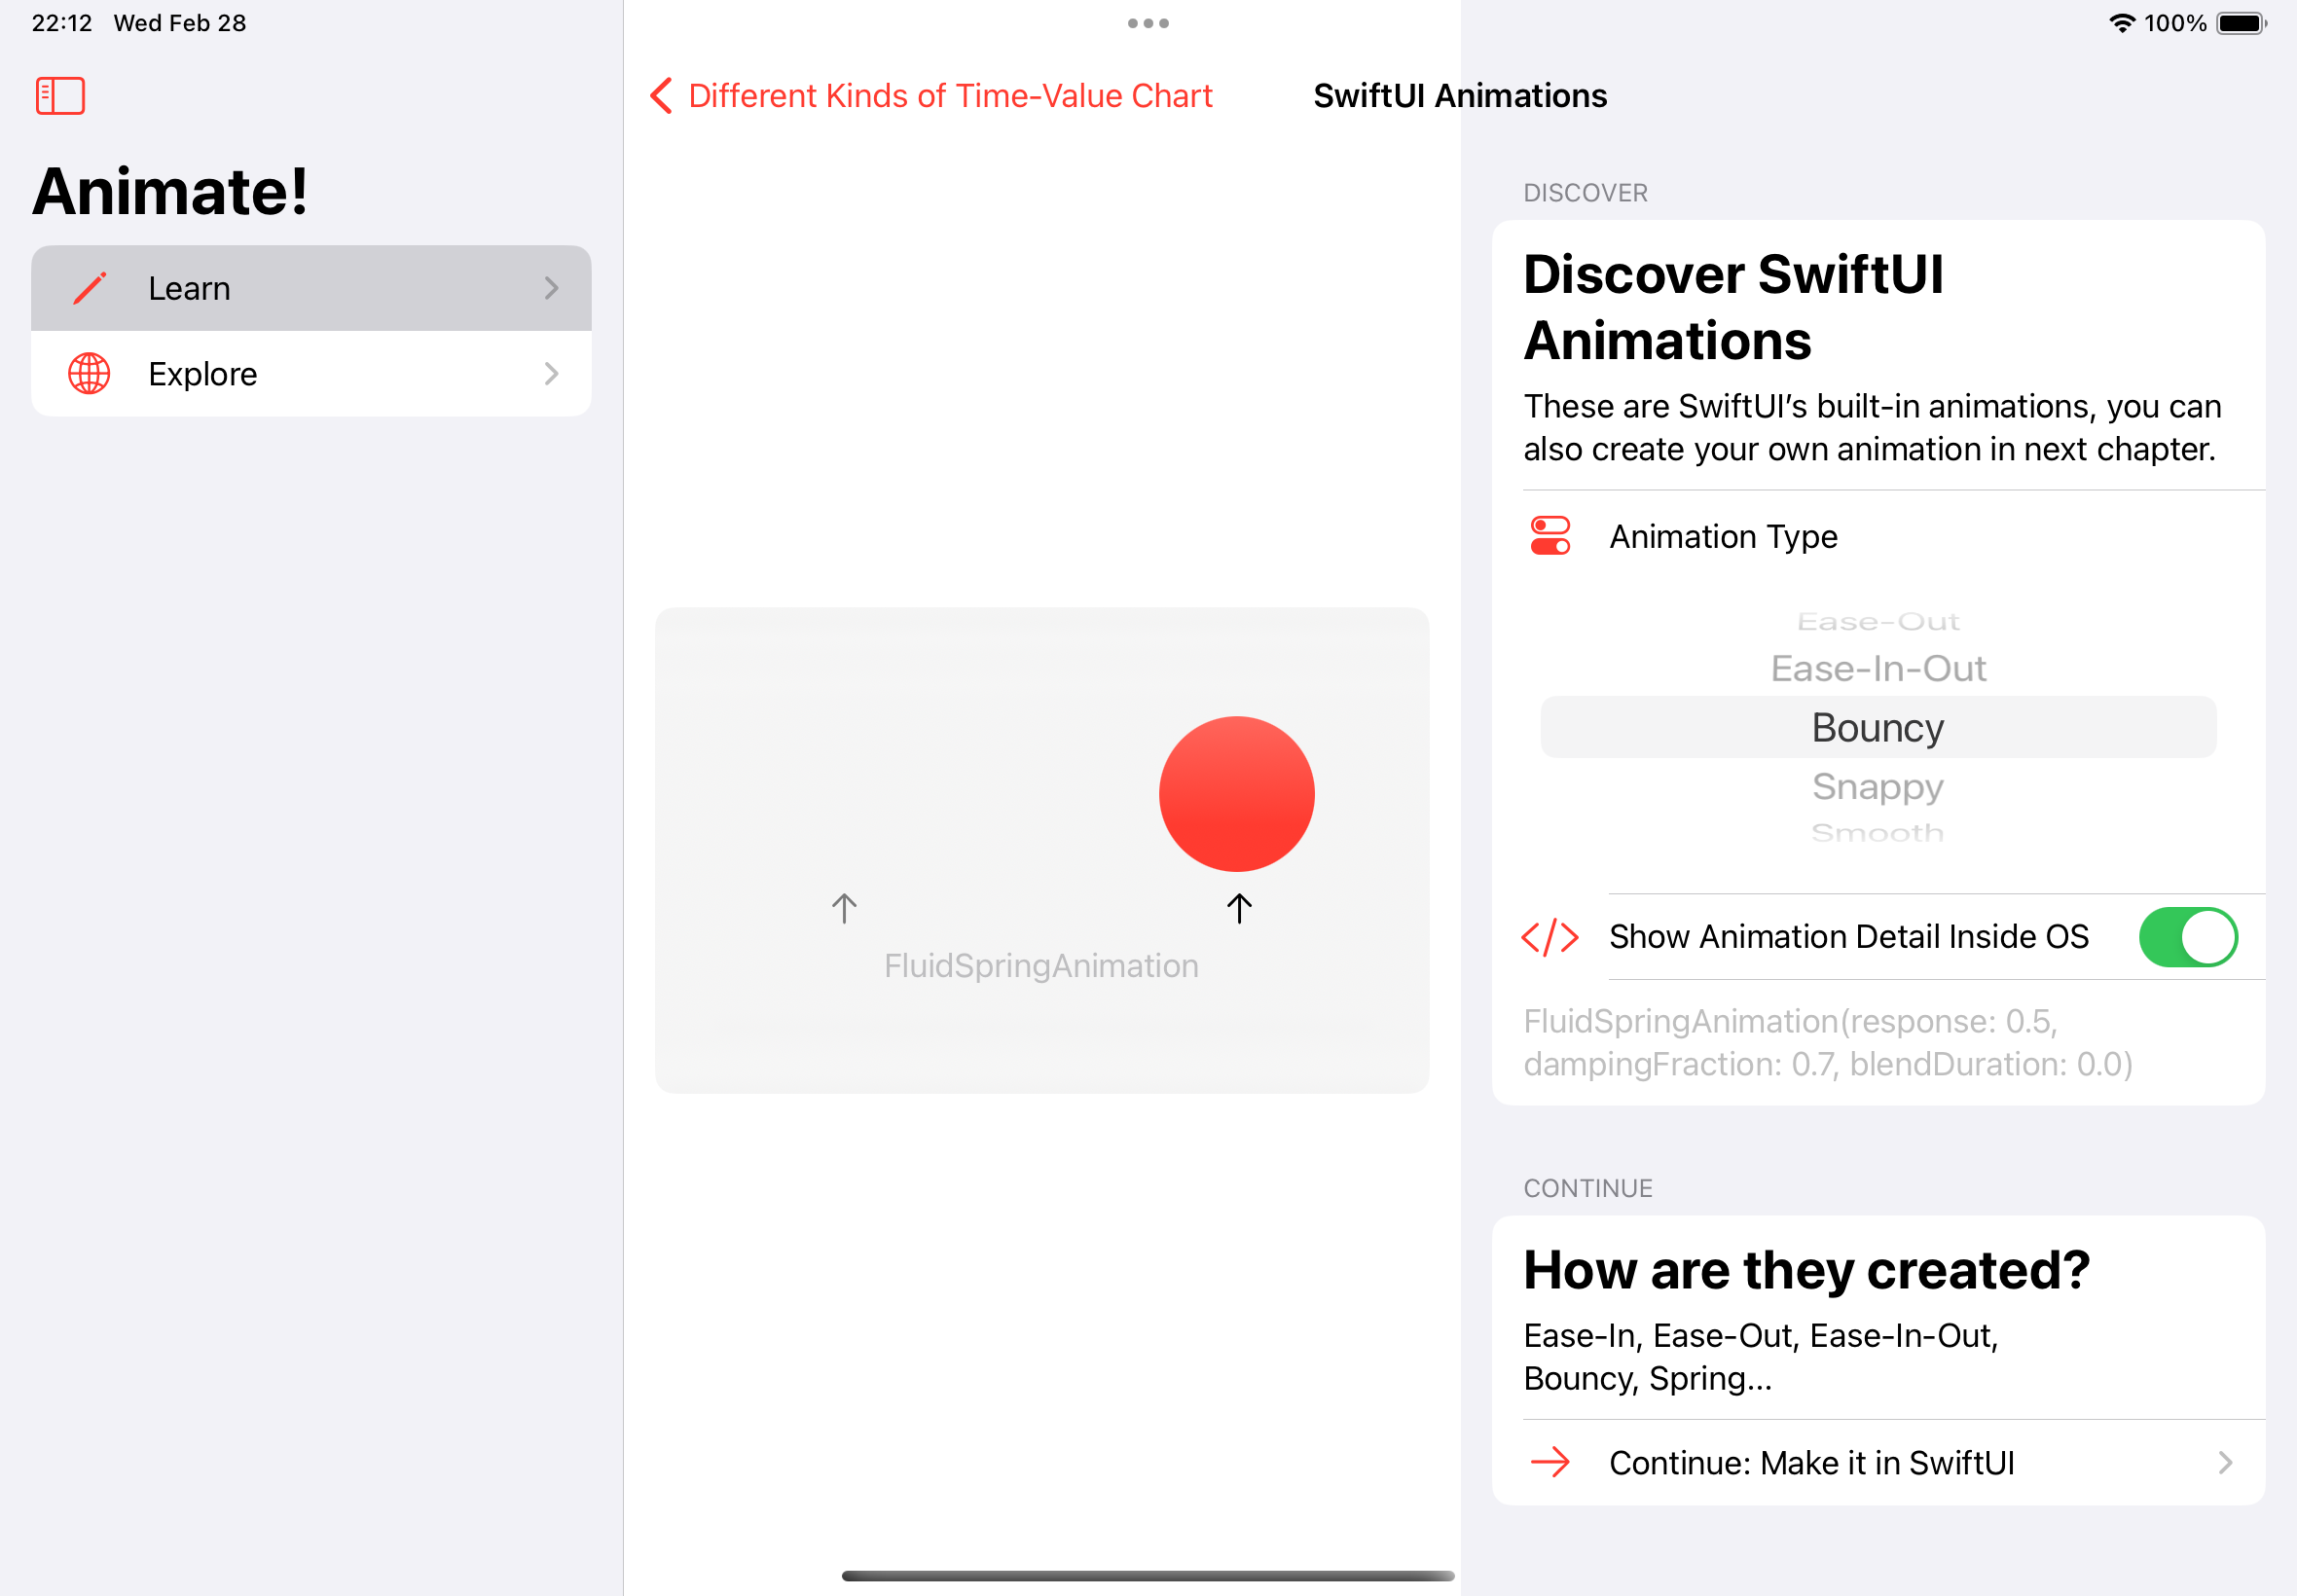 22:12 Wed Feb 28
100%
Animate!
Learn
Explore
Different Kinds of Time-Value Chart
SwiftUI Animations
FluidSpringAnimation
DISCOVER
Discover SwiftUI
Animations
These are SwiftUI’s built-in animations, you can
also create your own animation in next chapter.
Animation Type
Ease-Out
Ease-In-Out
Bouncy
Snappy
Smooth
Show Animation Detail Inside OS
FluidSpringAnimation(response: 0.5,
dampingFraction: 0.7, blendDuration: 0.0)
CONTINUE
How are they created?
Ease-In, Ease-Out, Ease-In-Out,
Bouncy, Spring...
Continue: Make it in SwiftUI